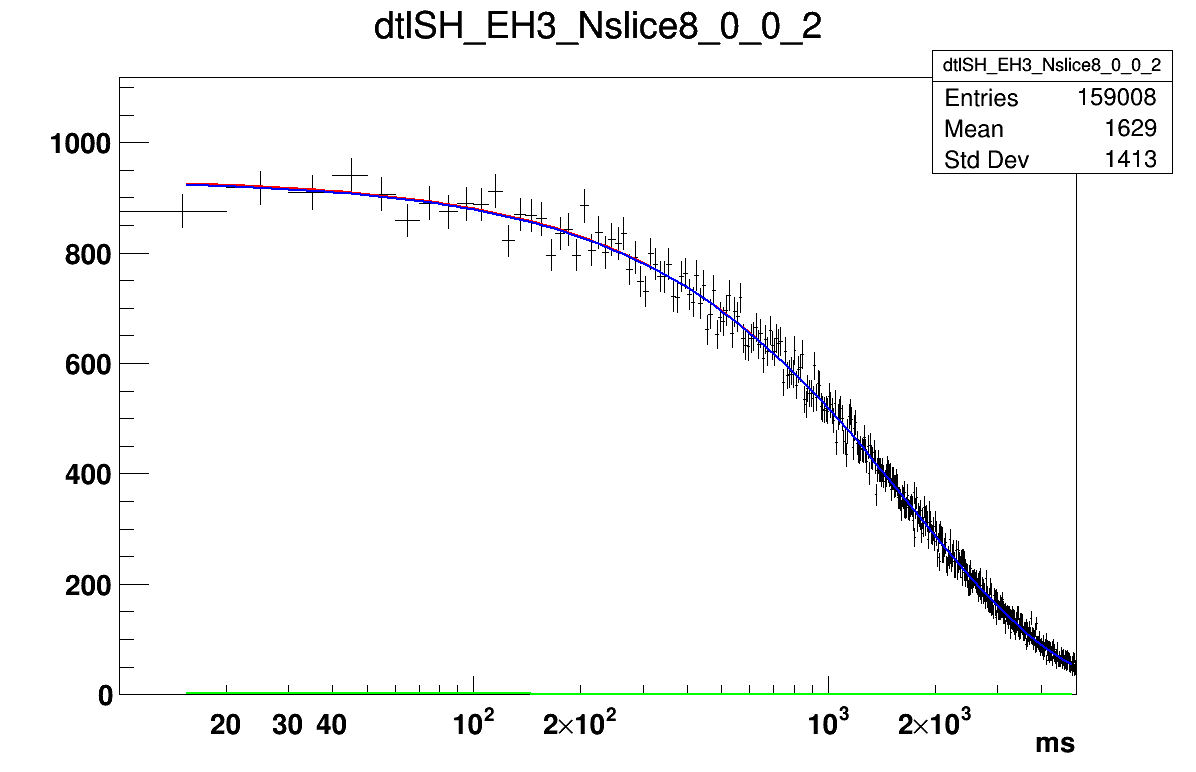 dtlSH_EH3_Nslice8_0_0_2
dtlSH_EH3_Nslice8_0_0_2
Entries 159008
Mean 1629
Std Dev 1413
1000
800
600
400
200
0
20 30 40 10² 2×10² 10³ 2×10³
ms